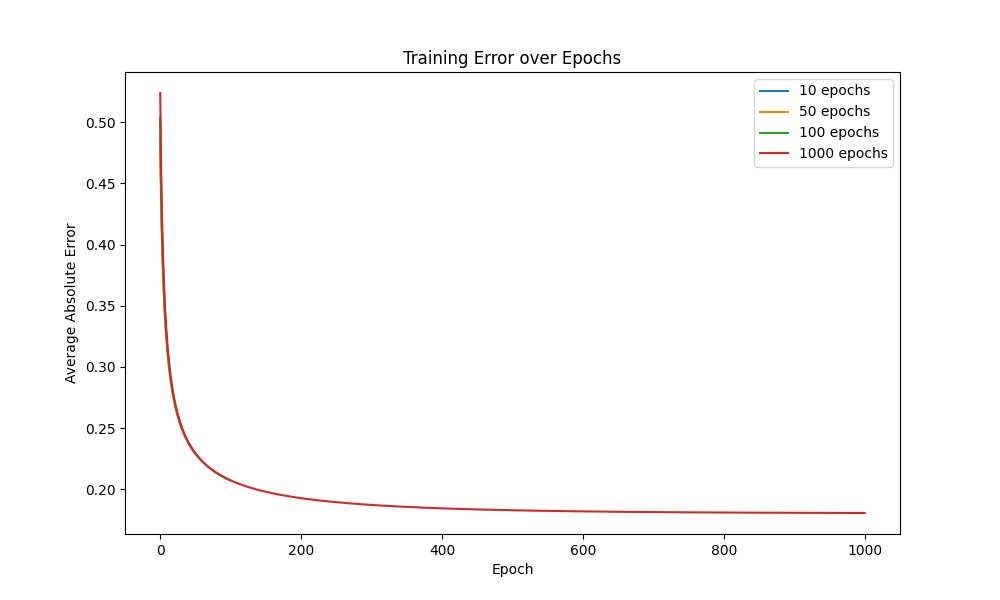 Training Error over Epochs
10 epochs
50 epochs
100 epochs
1000 epochs
Average Absolute Error
0.50
0.45
0.40
0.35
0.30
0.25
0.20
0 200 400 600 800 1000
Epoch